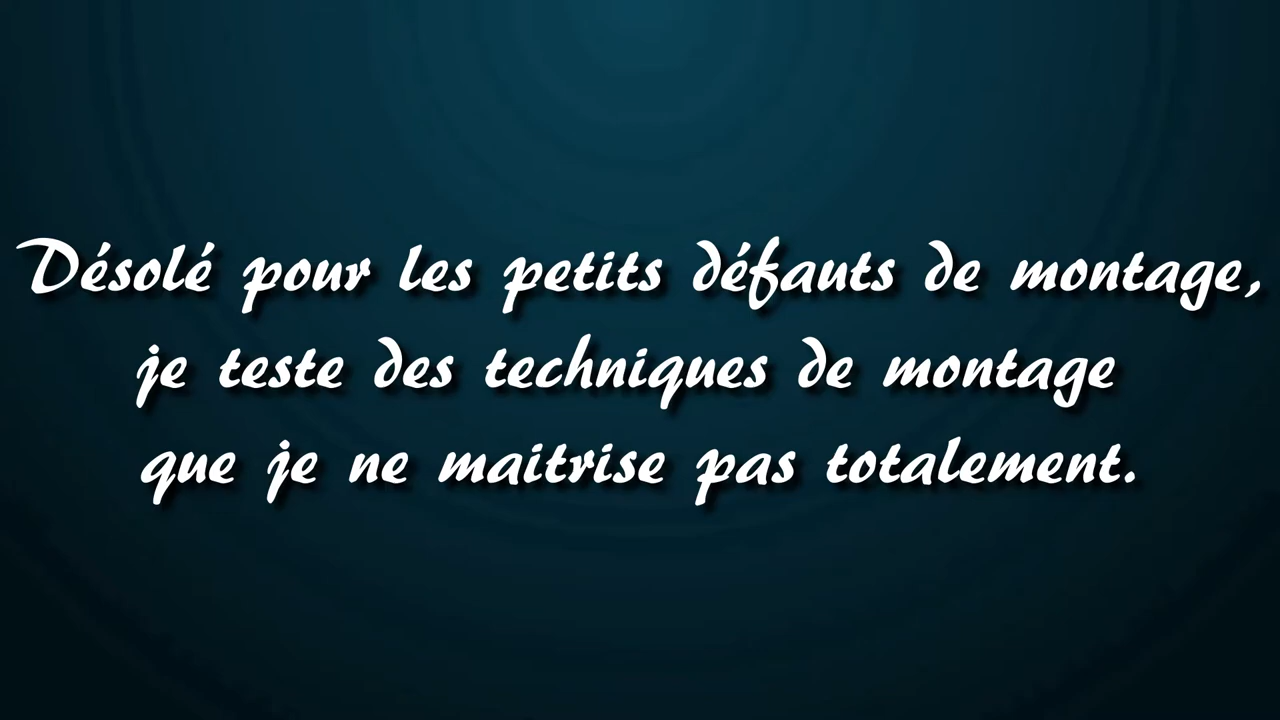 Désolé pour les petits défauts de montage,
je teste des techniques de montage
que je ne maitrise pas totalement.